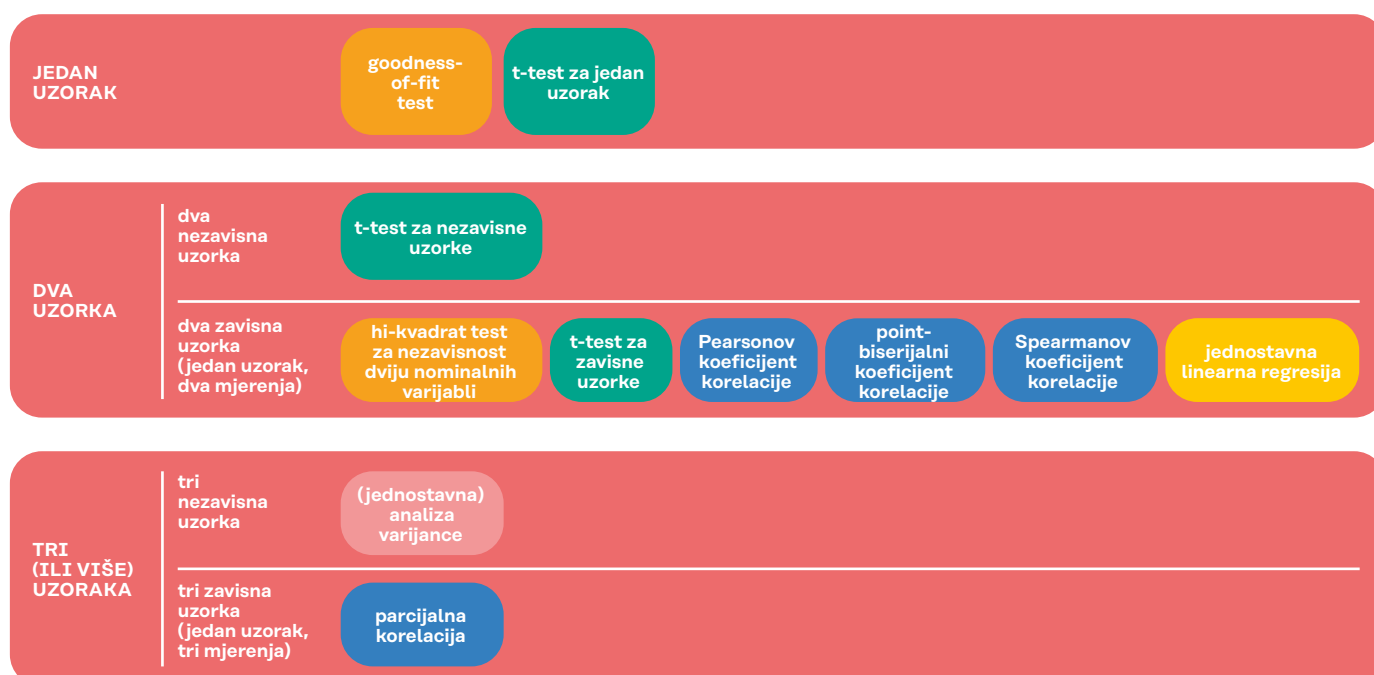 JEDAN
UZORAK
goodness-
of-fit
test
t-test za jedan
uzorak
DVA
UZORKA
dva
nezavisna
uzorka
t-test za nezavisne
uzorke
dva zavisna
uzorka
(jedan uzorak,
dva mjerenja)
hi-kvadrat test
za nezavisnost
dviju nominalnih
varijabli
t-test za
zavisne
uzorke
Pearsonov
koeficijent
korelacije
point-
biserijalni
koeficijent
korelacije
Spearmanov
koeficijent
korelacije
jednostavna
linearna regresija
TRI
(ILI VIŠE)
UZORAKA
tri
nezavisna
uzorka
(jednostavna)
analiza
varijance
tri zavisna
uzorka
(jedan uzorak,
tri mjerenja)
parcijalna
korelacija